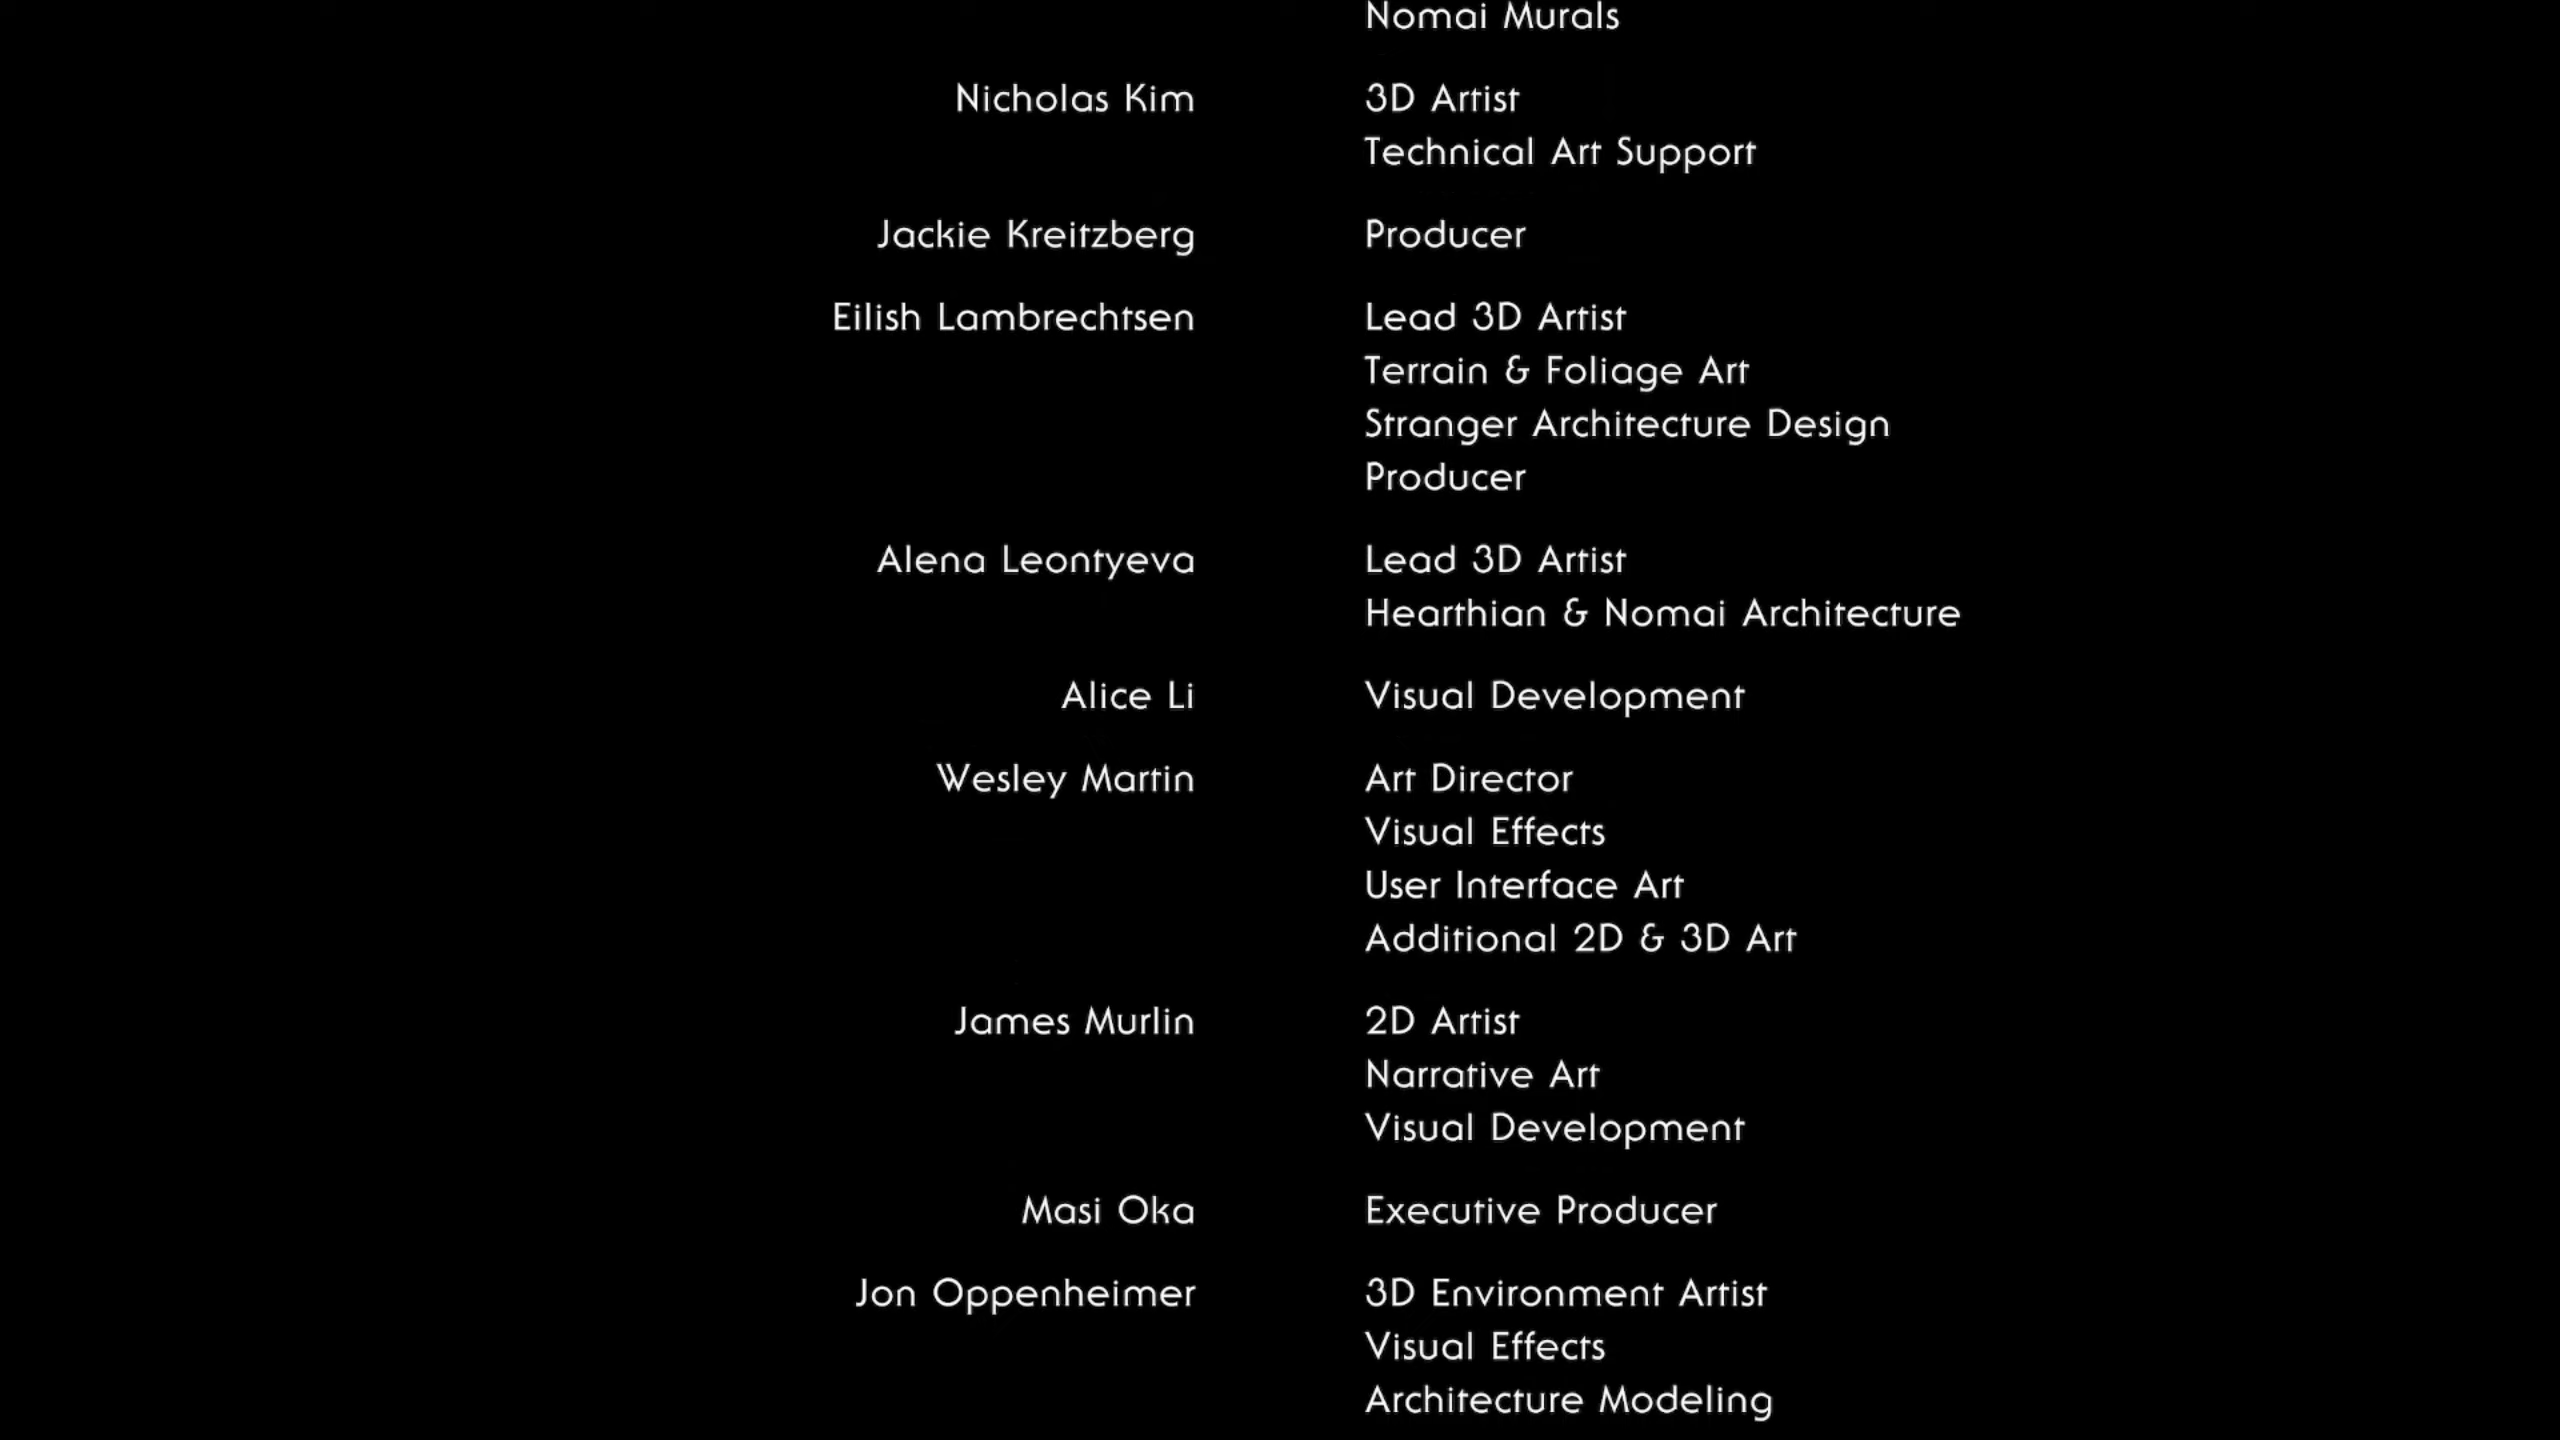 Nomai Murals
Nicholas Kim 3D Artist
Technical Art Support
Jackie Kreitzberg Producer
Eilish Lambrechtsen Lead 3D Artist
Terrain & Foliage Art
Stranger Architecture Design
Producer
Alena Leontyeva Lead 3D Artist
Hearthian & Nomai Architecture
Alice Li Visual Development
Wesley Martin Art Director
Visual Effects
User Interface Art
Additional 2D & 3D Art
James Murlin 2D Artist
Narrative Art
Visual Development
Masi Oka Executive Producer
Jon Oppenheimer 3D Environment Artist
Visual Effects
Architecture Modeling